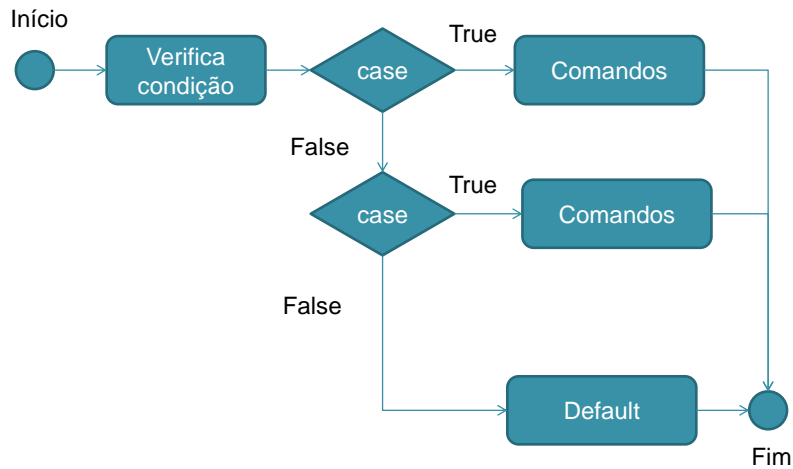 Início
Verifica
condição
case
True
Comandos
False
case
True
Comandos
False
Default
Fim